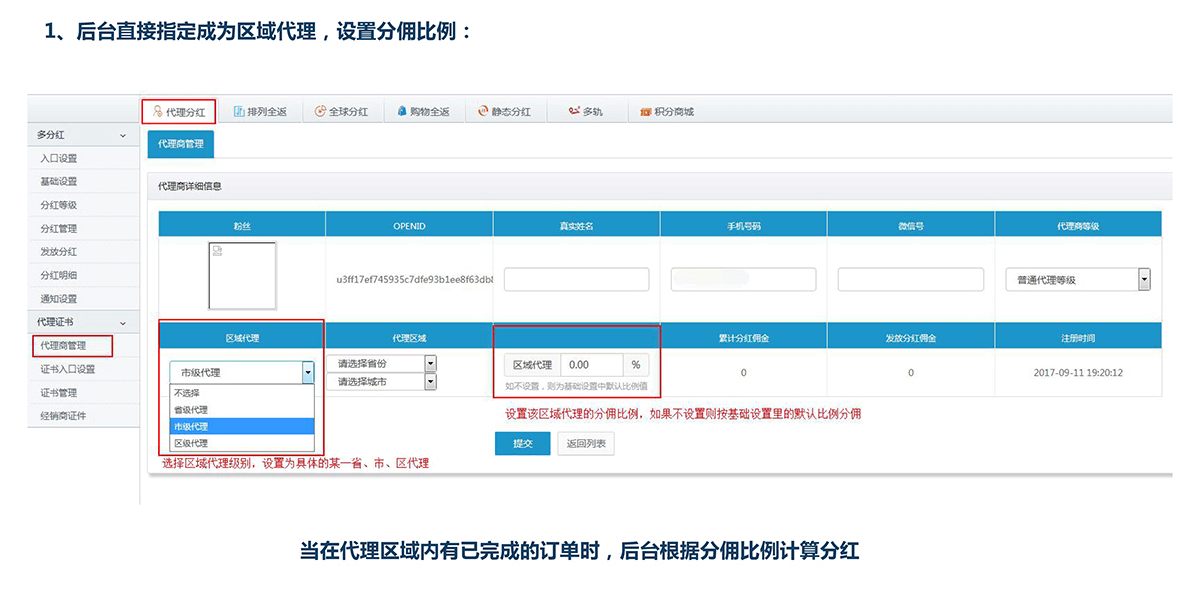 1、后台直接指定成为区域代理，设置分佣比例：
代理分红 排列全返 全球分红 购物全返 静态分红 多轨 积分商城
多分红
入口设置
基础设置
分红等级
分红管理
发放分红
分红明细
通知设置
代理证书
代理商管理
证书入口设置
证书管理
经销商证件
代理商管理
代理商详细信息
粉丝 OPENID 真实姓名 手机号码 微信号 代理商等级
u3ff17ef745935c7dfe93b1ee8f63db 普通代理等级
区域代理 代理区域 累计分红佣金 发放分红佣金 注册时间
市级代理
不选择
省级代理
市级代理
区级代理
请选择省份
请选择城市
区域代理 0.00 %
如不设置，则为基础设置中默认比例值
0 0 2017-09-11 19:20:12
设置该区域代理的分佣比例，如果不设置则按基础设置里的默认比例分佣
提交 返回列表
选择区域代理级别，设置为具体的某一省、市、区代理
当在代理区域内有已完成的订单时，后台根据分佣比例计算分红